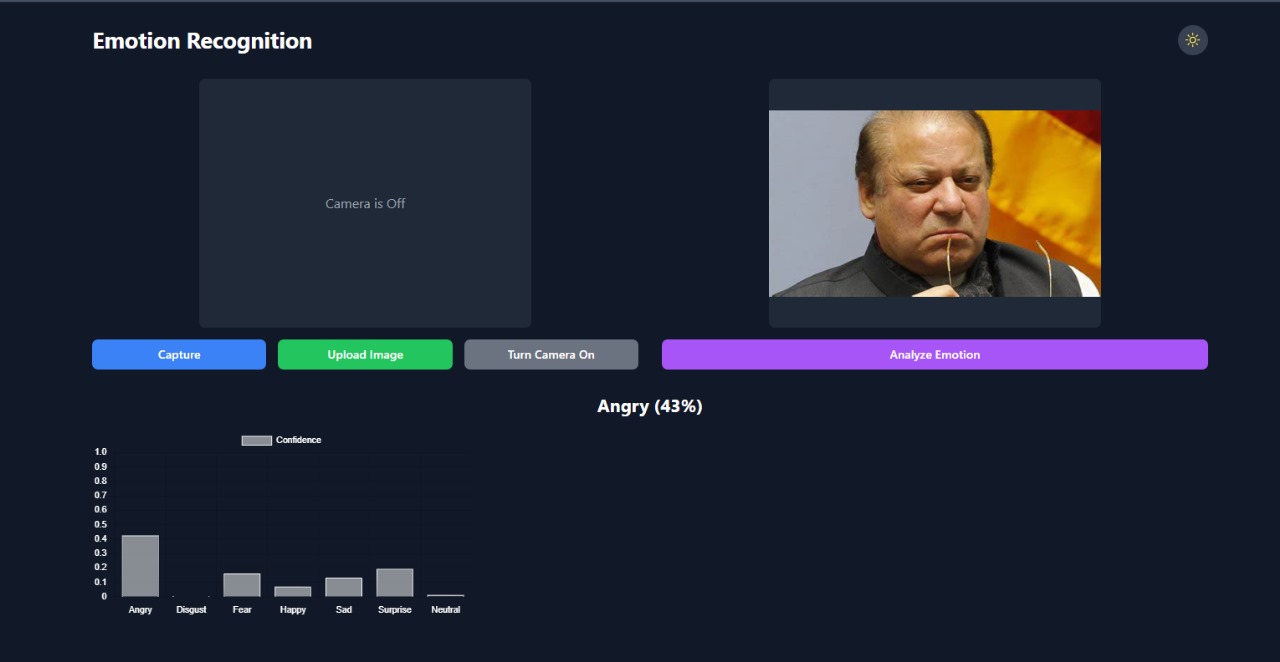 Emotion Recognition
Camera is Off
Capture
Upload Image
Turn Camera On
Analyze Emotion
Angry (43%)
Confidence
1.0
0.9
0.8
0.7
0.6
0.5
0.4
0.3
0.2
0.1
0
Angry Disgust Fear Happy Sad Surprise Neutral